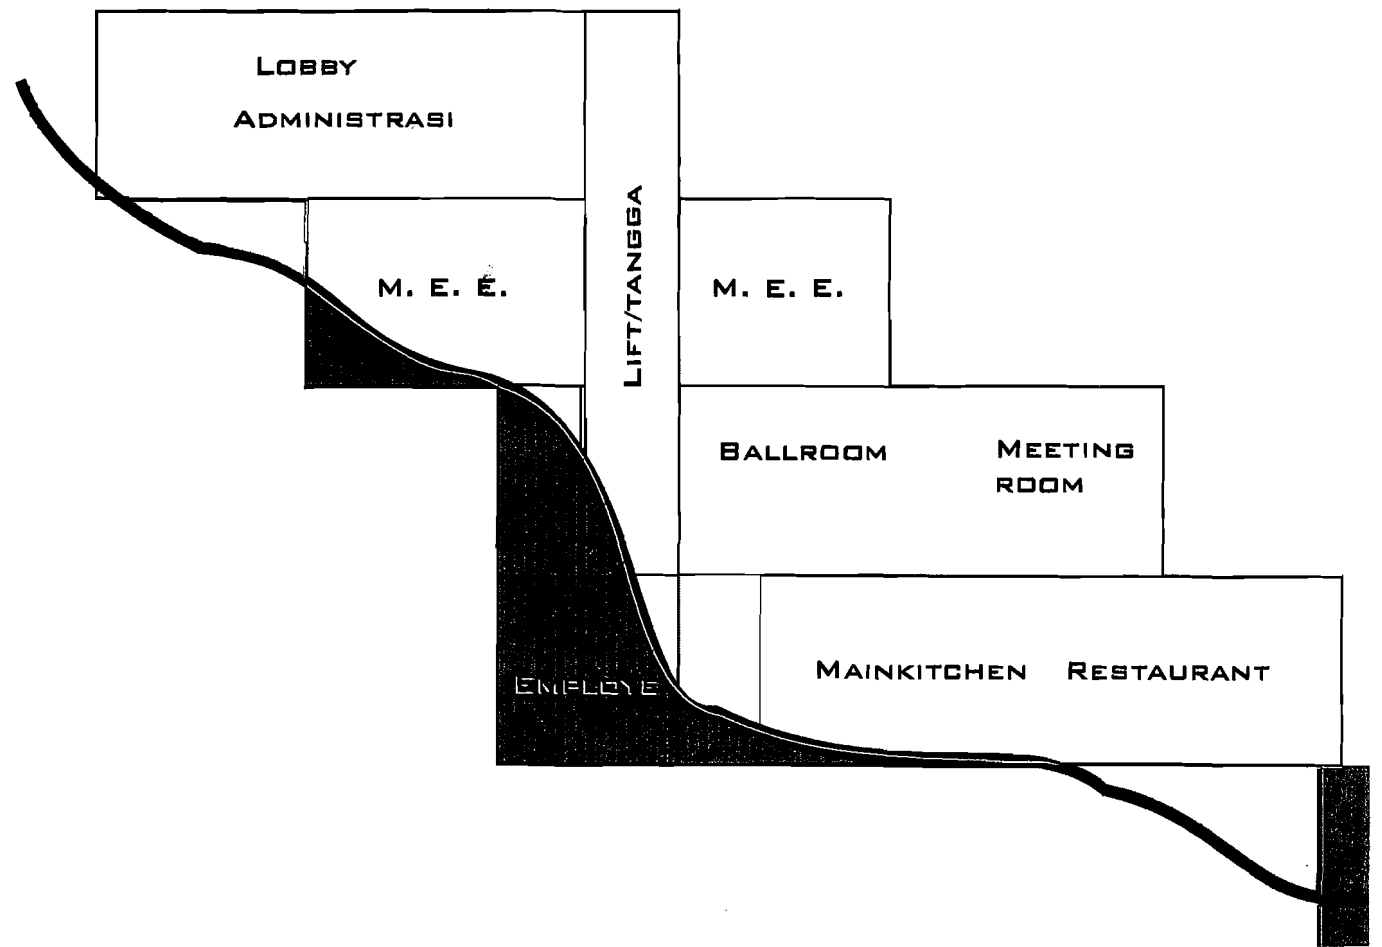 LOBBY
ADMINISTRASI
LIFT/TANGGA
M. E. E.
M. E. E.
BALLROOM
MEETING
ROOM
MAINKITCHEN RESTAURANT
EMPLOYE